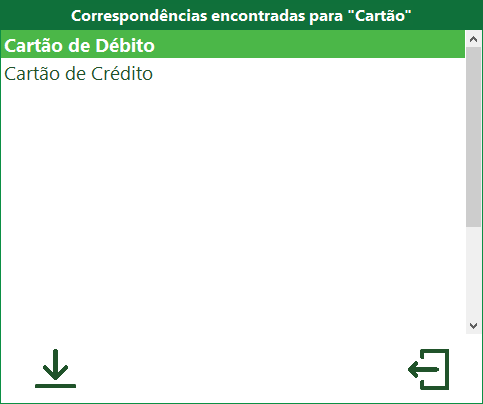 Correspondências encontradas para "Cartão"
Cartão de Débito
Cartão de Crédito